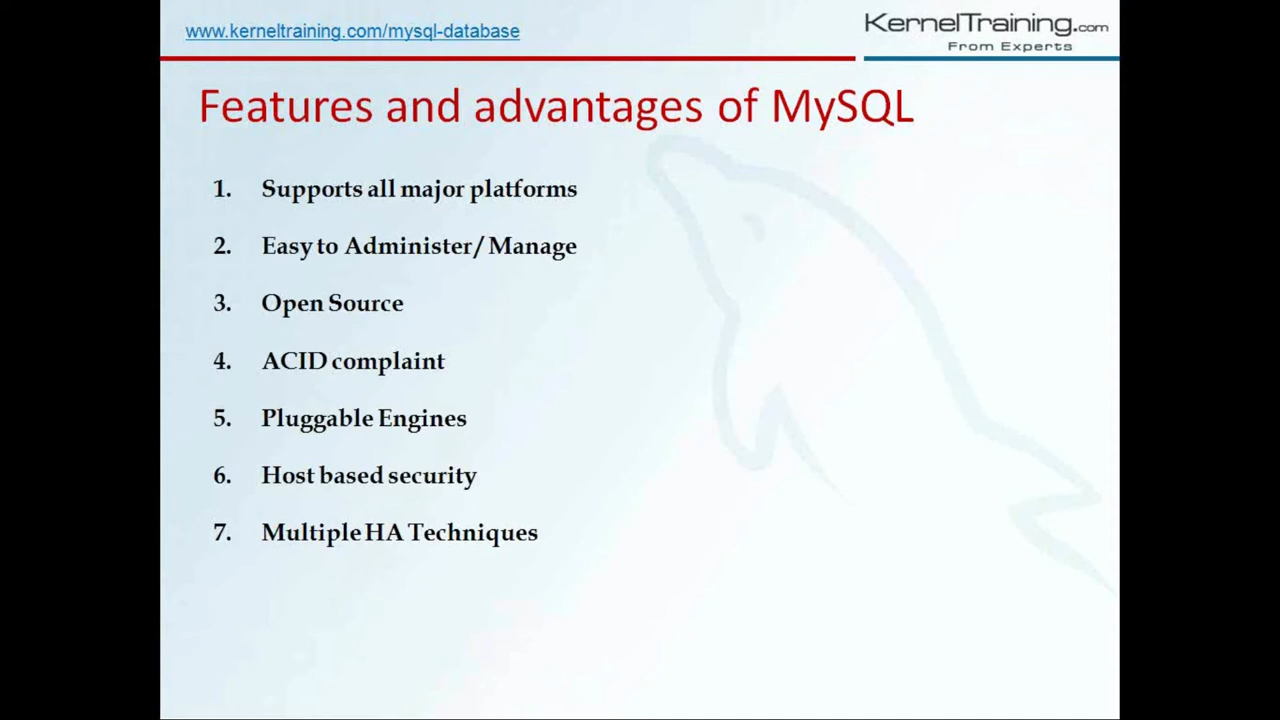 www.kerneltraining.com/mysql-database
KernelTraining.com
From Experts
Features and advantages of MySQL
1. Supports all major platforms
2. Easy to Administer/ Manage
3. Open Source
4. ACID complaint
5. Pluggable Engines
6. Host based security
7. Multiple HA Techniques